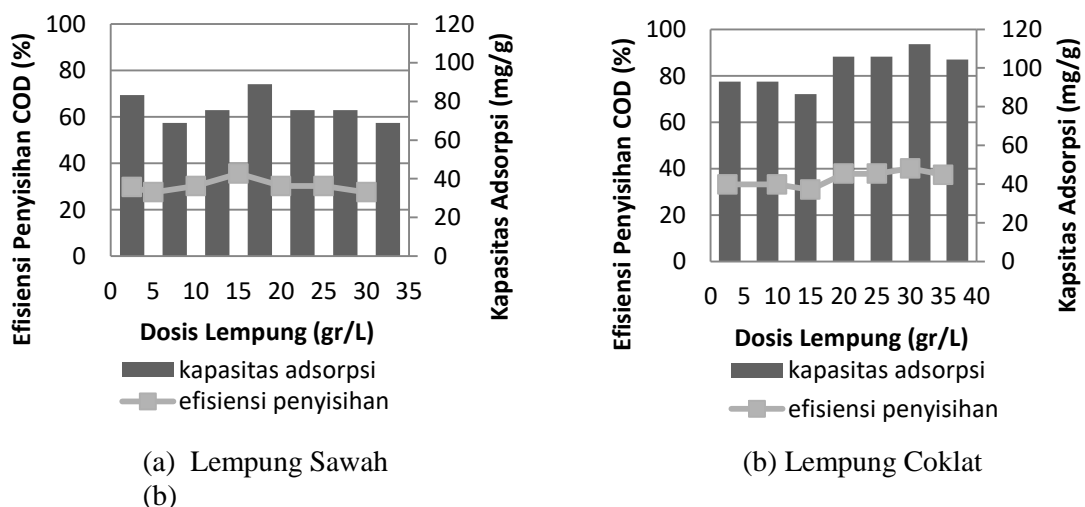 Efisiensi Penyisihan COD (%)
100
80
60
40
20
0
120
100
80
60
40
20
0
Kapasitas Adsorpsi (mg/g)
0 5 10 15 20 25 30 35
Dosis Lempung (gr/L)
kapasitas adsorpsi
efisiensi penyisihan
(a) Lempung Sawah
(b)
Efisiensi Penyisihan COD (%)
100
80
60
40
20
0
120
100
80
60
40
20
0
Kapsitas Adsorpsi (mg/g)
0 5 10 15 20 25 30 35 40
Dosis Lempung (gr/L)
kapasitas adsorpsi
efisiensi penyisihan
(b) Lempung Coklat